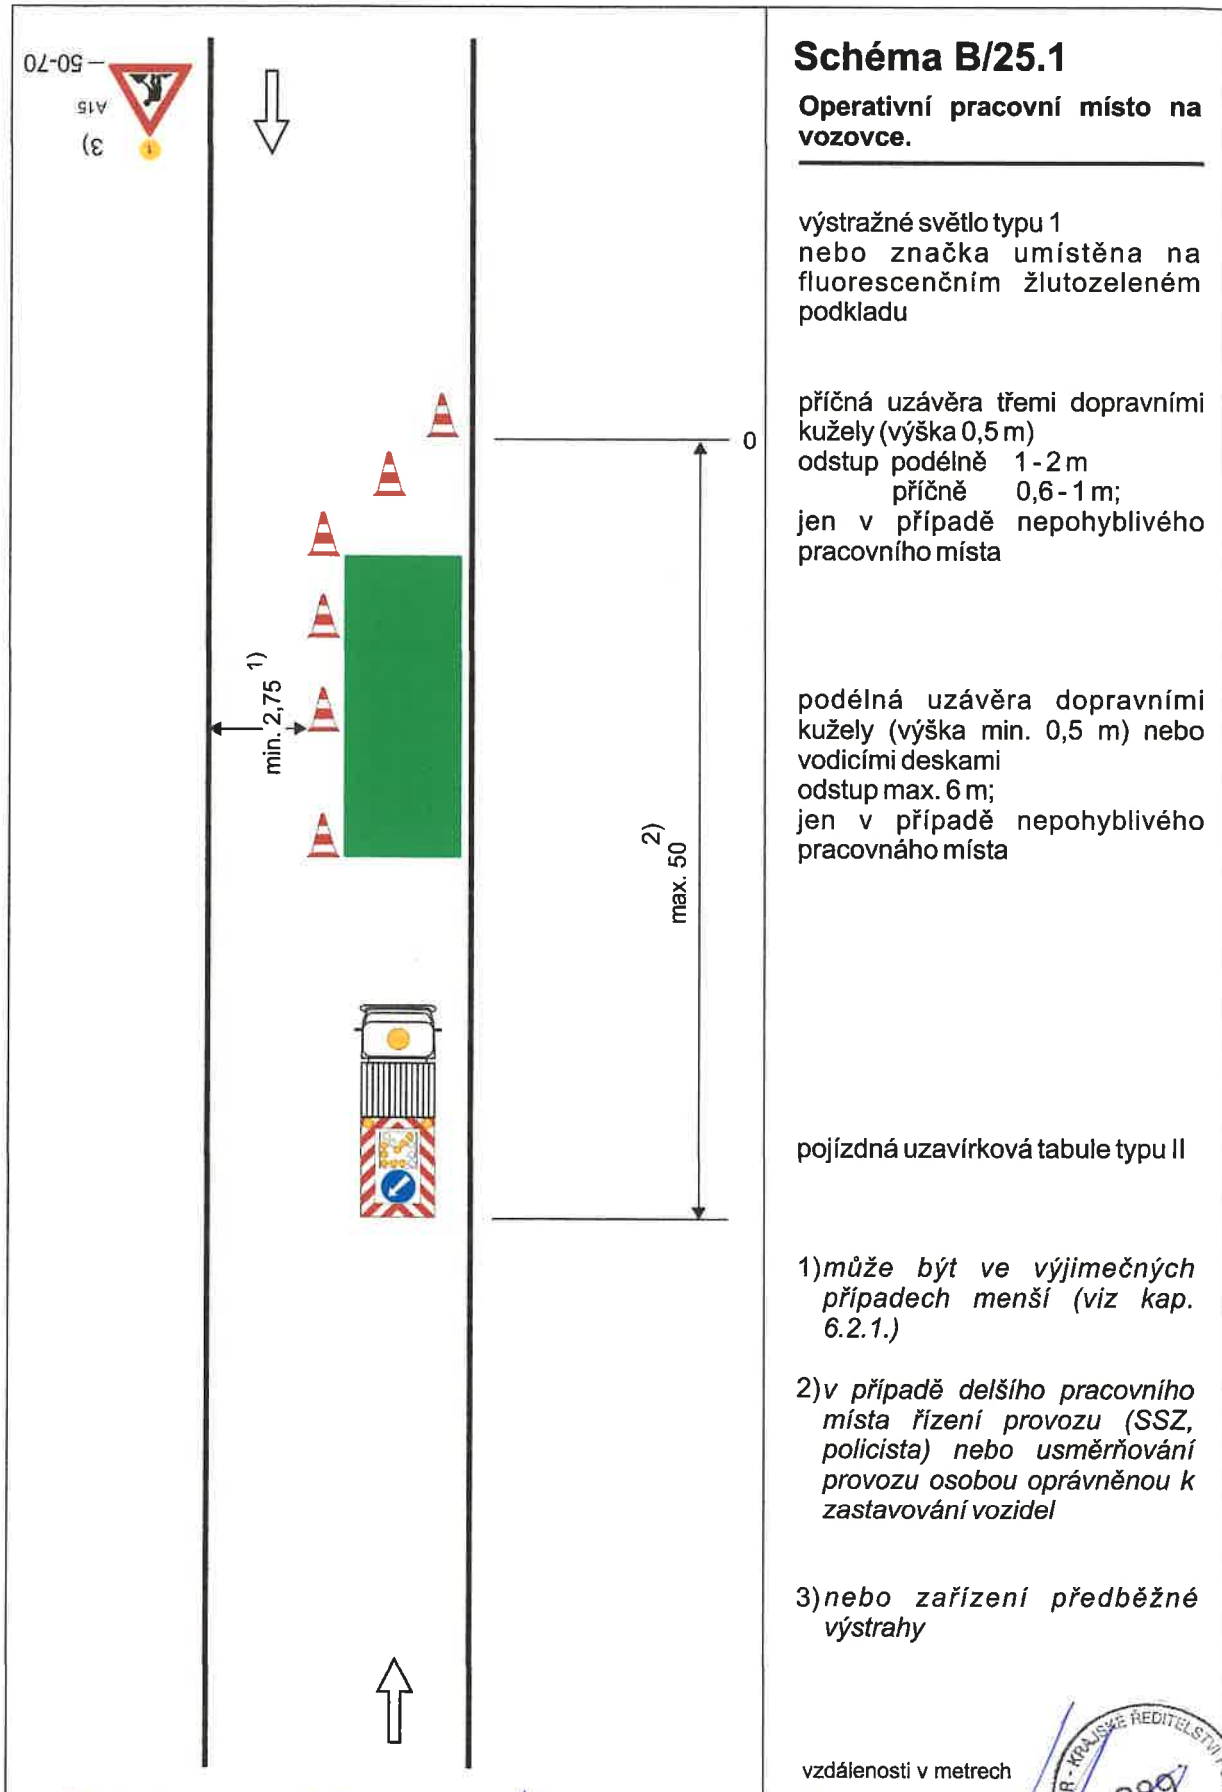 50-70
A15
3)
1
min. 2,75 1)
max. 50 2)
0
Schéma B/25.1
Operativní pracovní místo na
vozovce.
výstražné světlo typu 1
nebo značka umístěna na
fluorescenčním žlutozeleném
podkladu
příčná uzávěra třemi dopravními
kužely (výška 0,5 m)
odstup podélně 1 - 2 m
příčně 0,6 - 1 m;
jen v případě nepohyblivého
pracovního místa
podélná uzávěra dopravními
kužely (výška min. 0,5 m) nebo
vodicími deskami
odstup max. 6 m;
jen v případě nepohyblivého
pracovnáho místa
pojízdná uzavírková tabule typu II
1) může být ve výjimečných
případech menší (viz kap.
6.2.1.)
2) v případě delšího pracovního
místa řízení provozu (SSZ,
policista) nebo usměrňování
provozu osobou oprávněnou k
zastavování vozidel
3) nebo zařízení předběžné
výstrahy
vzdálenosti v metrech
R - KRAJSKÉ ŘEDITELSTVÍ